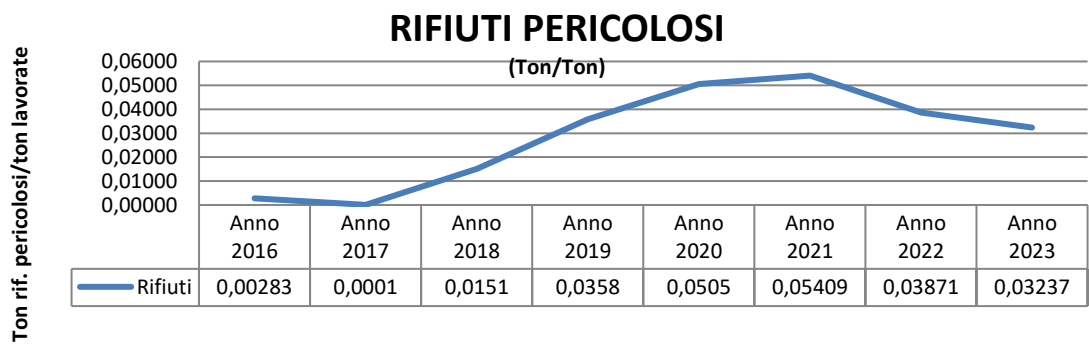 RIFIUTI PERICOLOSI
(Ton/Ton)
Ton rif. pericolosi/ton lavorate
0,06000
0,05000
0,04000
0,03000
0,02000
0,01000
0,00000
Anno 2016 Anno 2017 Anno 2018 Anno 2019 Anno 2020 Anno 2021 Anno 2022 Anno 2023
Rifiuti 0,00283 0,0001 0,0151 0,0358 0,0505 0,05409 0,03871 0,03237